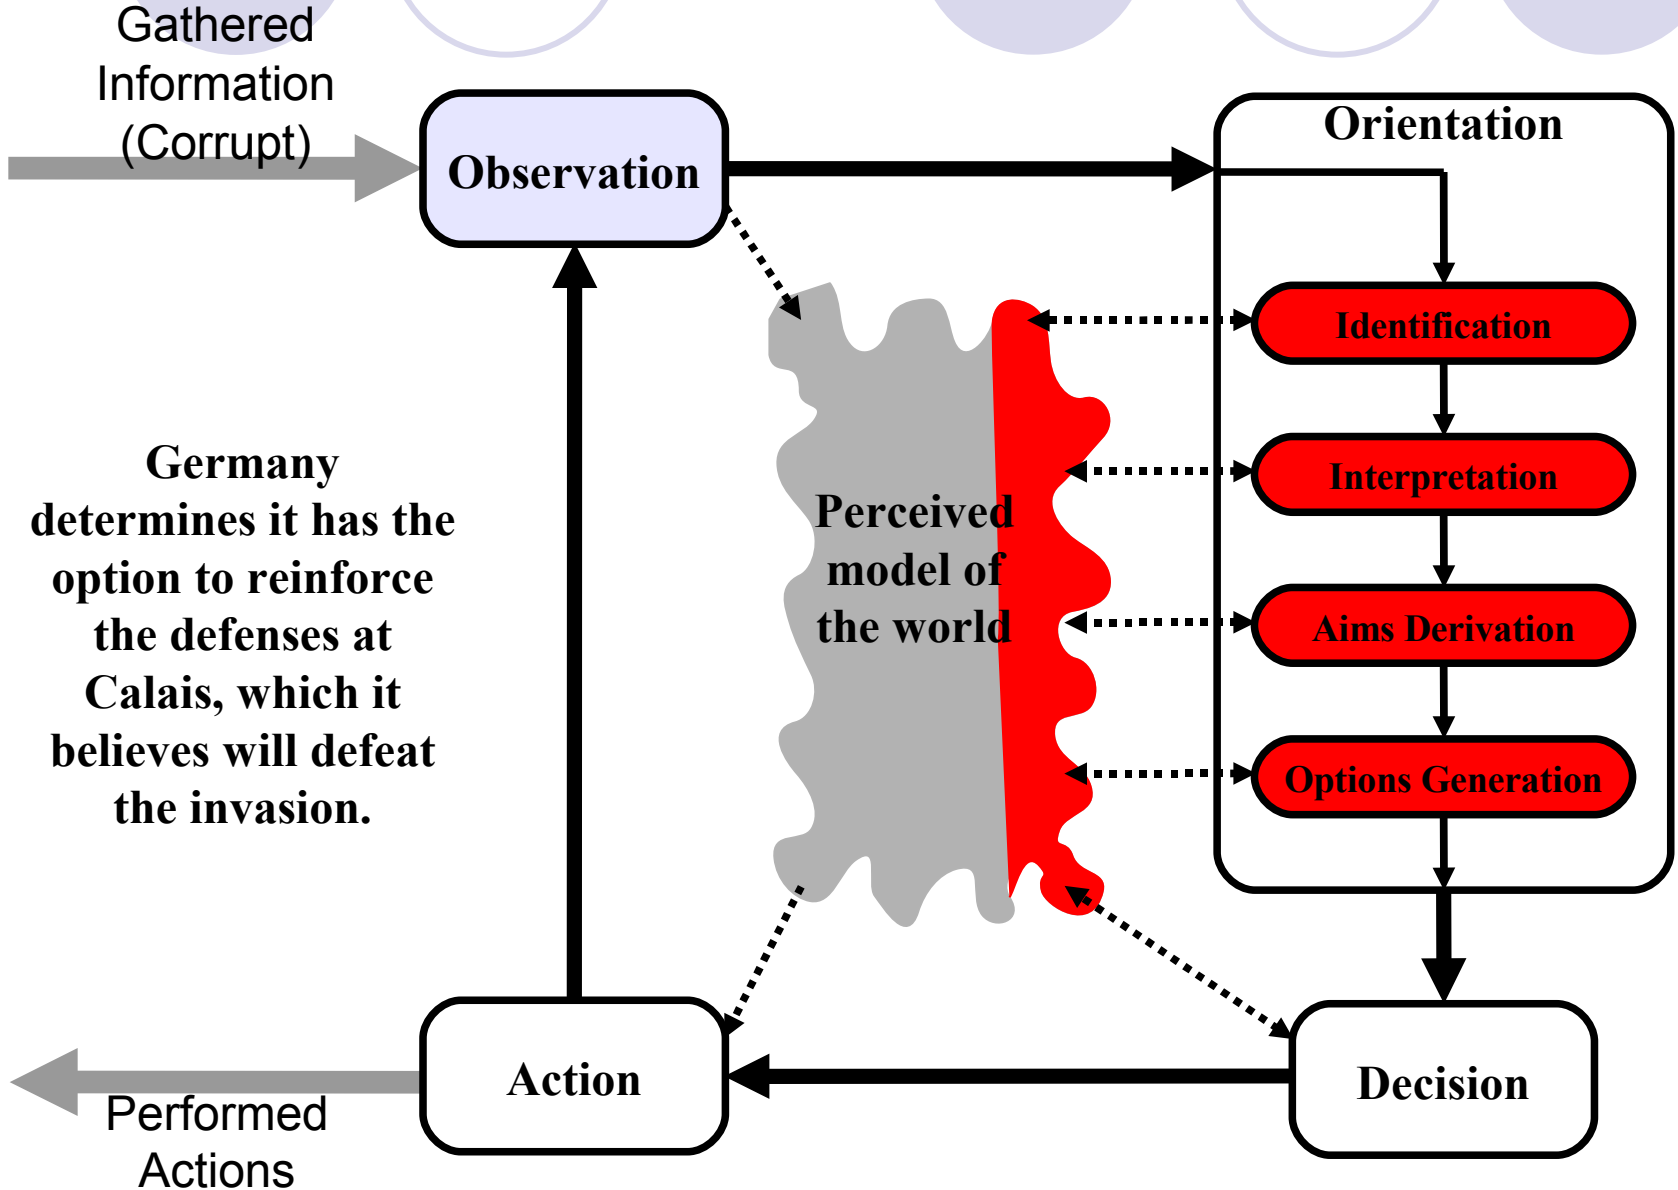 Gathered
Information
(Corrupt)
Observation
Orientation
Identification
Interpretation
Aims Derivation
Options Generation
Germany
determines it has the
option to reinforce
the defenses at
Calais, which it
believes will defeat
the invasion.
Perceived
model of
the world
Action
Decision
Performed
Actions